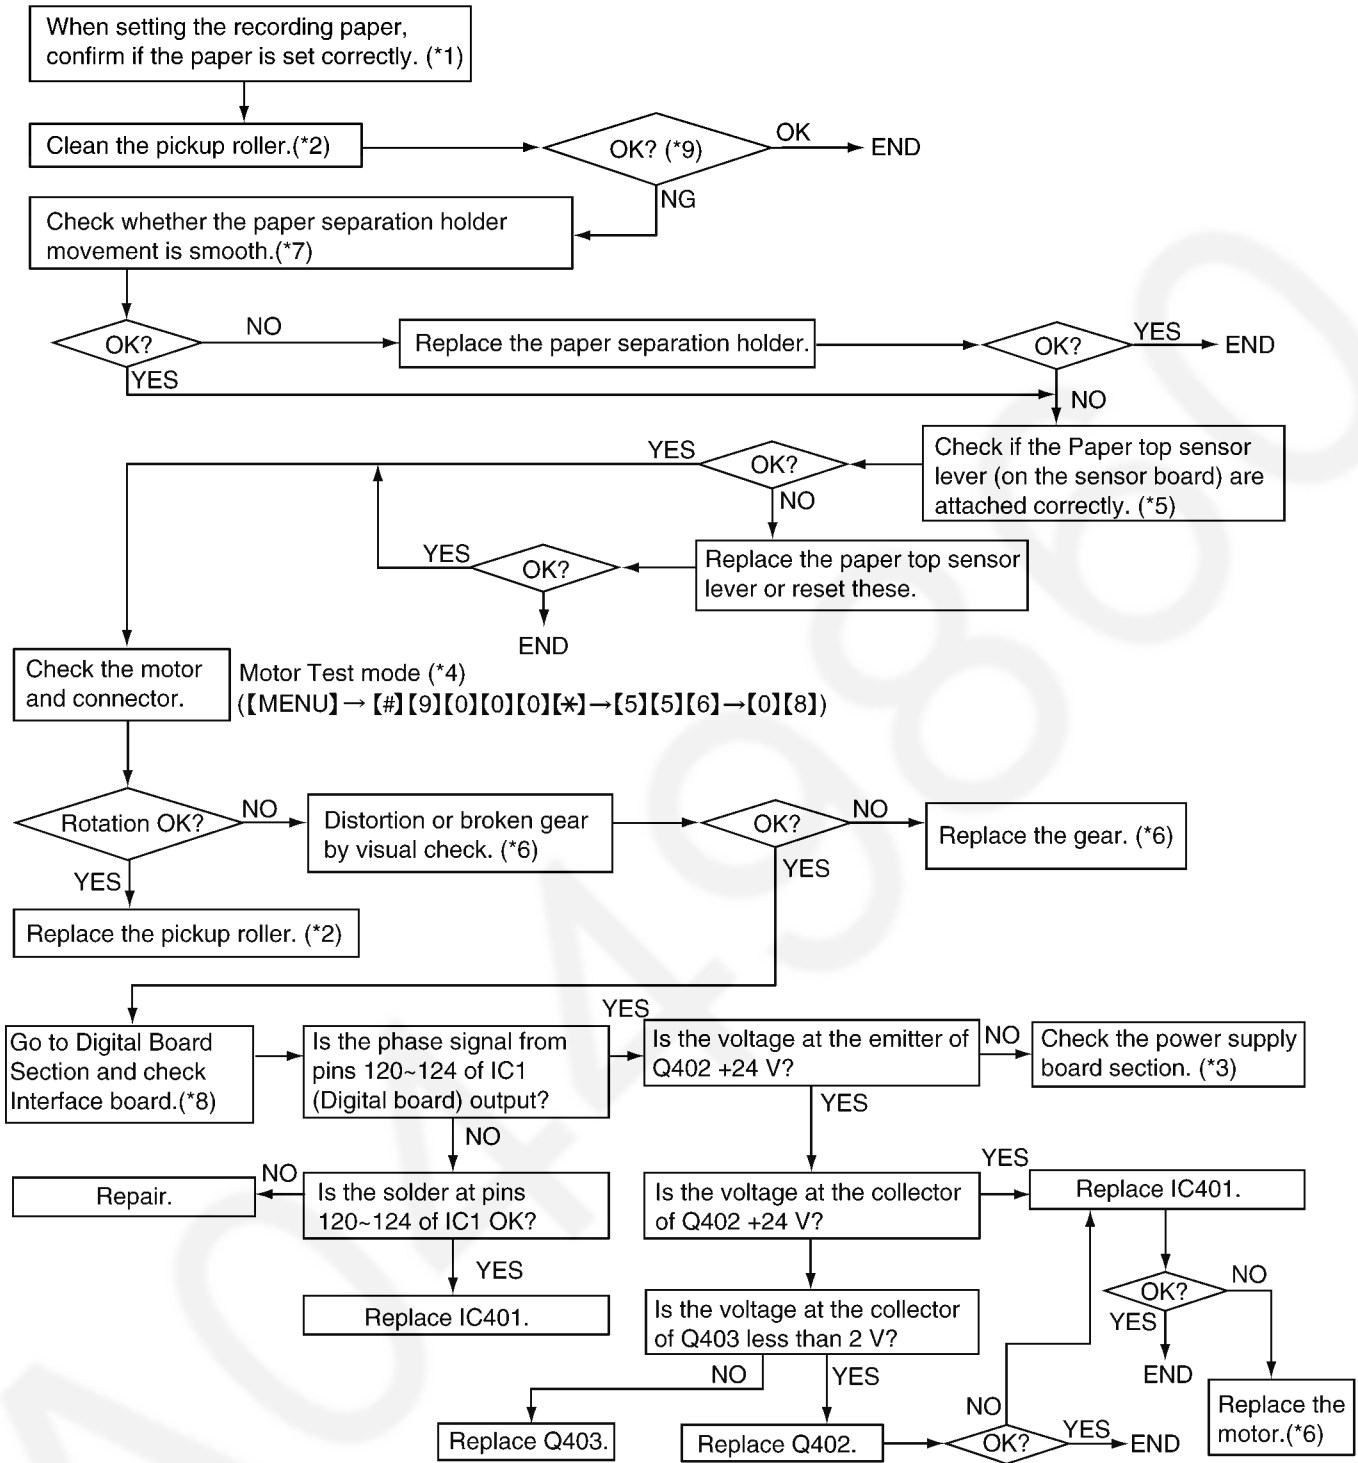 When setting the recording paper,
confirm if the paper is set correctly. (*1)
Clean the pickup roller.(*2)
OK? (*9)
OK
END
NG
Check whether the paper separation holder
movement is smooth.(*7)
OK?
NO
Replace the paper separation holder.
OK?
YES
END
YES
NO
Check if the Paper top sensor
lever (on the sensor board) are
attached correctly. (*5)
OK?
YES
NO
Replace the paper top sensor
lever or reset these.
OK?
YES
END
Check the motor
and connector.
Motor Test mode (*4)
(【MENU】→【#】【9】【0】【0】【0】【*】→【5】【5】【6】→【0】【8】)
Rotation OK?
NO
Distortion or broken gear
by visual check. (*6)
OK?
NO
Replace the gear. (*6)
YES
YES
Replace the pickup roller. (*2)
Go to Digital Board
Section and check
Interface board.(*8)
Is the phase signal from
pins 120~124 of IC1
(Digital board) output?
YES
Is the voltage at the emitter of
Q402 +24 V?
NO
Check the power supply
board section. (*3)
YES
NO
Is the solder at pins
120~124 of IC1 OK?
NO
Repair.
YES
Replace IC401.
Is the voltage at the collector
of Q402 +24 V?
YES
Replace IC401.
Is the voltage at the collector
of Q403 less than 2 V?
NO
YES
Replace Q403.
Replace Q402.
OK?
NO
YES
END
OK?
NO
YES
END
Replace the
motor.(*6)
40449860